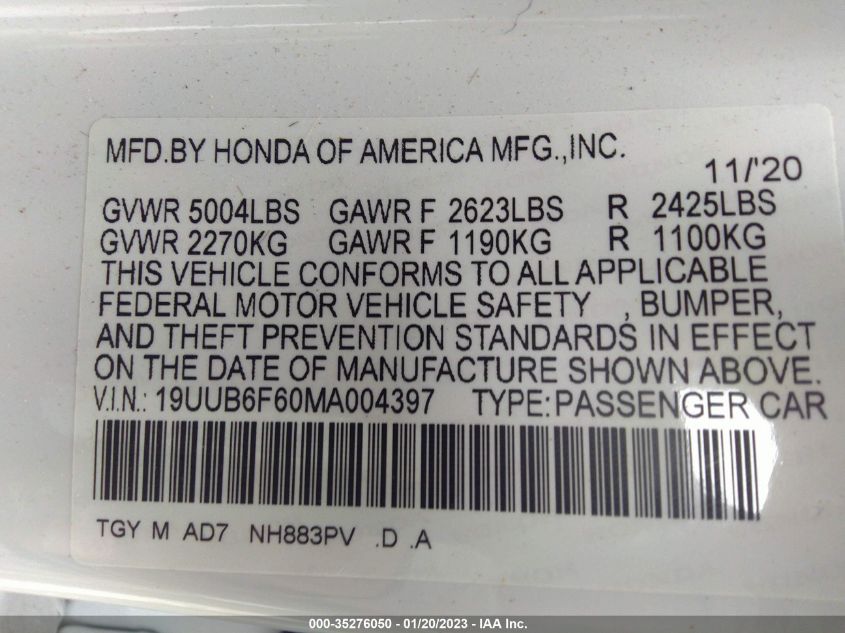 MFD.BY HONDA OF AMERICA MFG.,INC.
11/'20
GVWR 5004LBS GAWR F 2623LBS R 2425LBS
GVWR 2270KG GAWR F 1190KG R 1100KG
THIS VEHICLE CONFORMS TO ALL APPLICABLE
FEDERAL MOTOR VEHICLE SAFETY , BUMPER,
AND THEFT PREVENTION STANDARDS IN EFFECT
ON THE DATE OF MANUFACTURE SHOWN ABOVE.
V.I.N.: 19UUB6F60MA004397 TYPE:PASSENGER CAR
TGY M AD7 NH883PV .D .A
000-35276050 - 01/20/2023 - IAA Inc.